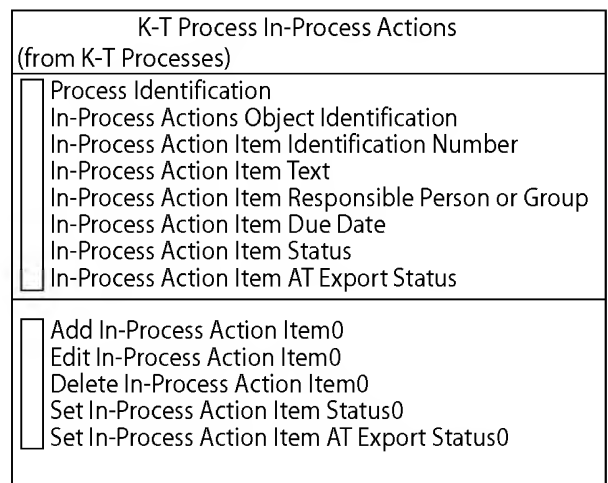 K-T Process In-Process Actions
(from K-T Processes)
Process Identification
In-Process Actions Object Identification
In-Process Action Item Identification Number
In-Process Action Item Text
In-Process Action Item Responsible Person or Group
In-Process Action Item Due Date
In-Process Action Item Status
In-Process Action Item AT Export Status
Add In-Process Action Item0
Edit In-Process Action Item0
Delete In-Process Action Item0
Set In-Process Action Item Status0
Set In-Process Action Item AT Export Status0